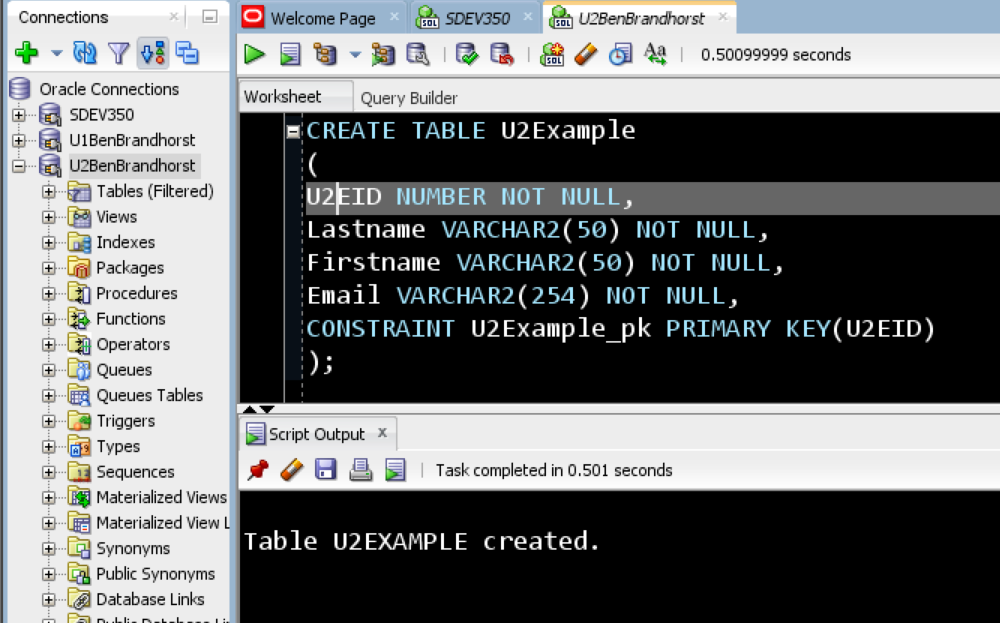 Connections
Welcome Page
SDEV350
U2BenBrandhorst
0.50099999 seconds
Oracle Connections
SDEV350
U1BenBrandhorst
U2BenBrandhorst
Tables (Filtered)
Views
Indexes
Packages
Procedures
Functions
Operators
Queues
Queues Tables
Triggers
Types
Sequences
Materialized Views
Materialized View L
Synonyms
Public Synonyms
Database Links
Public Database Li
Worksheet
Query Builder
CREATE TABLE U2Example
(
U2EID NUMBER NOT NULL,
Lastname VARCHAR2(50) NOT NULL,
Firstname VARCHAR2(50) NOT NULL,
Email VARCHAR2(254) NOT NULL,
CONSTRAINT U2Example_pk PRIMARY KEY(U2EID)
);
Script Output
Task completed in 0.501 seconds
Table U2EXAMPLE created.